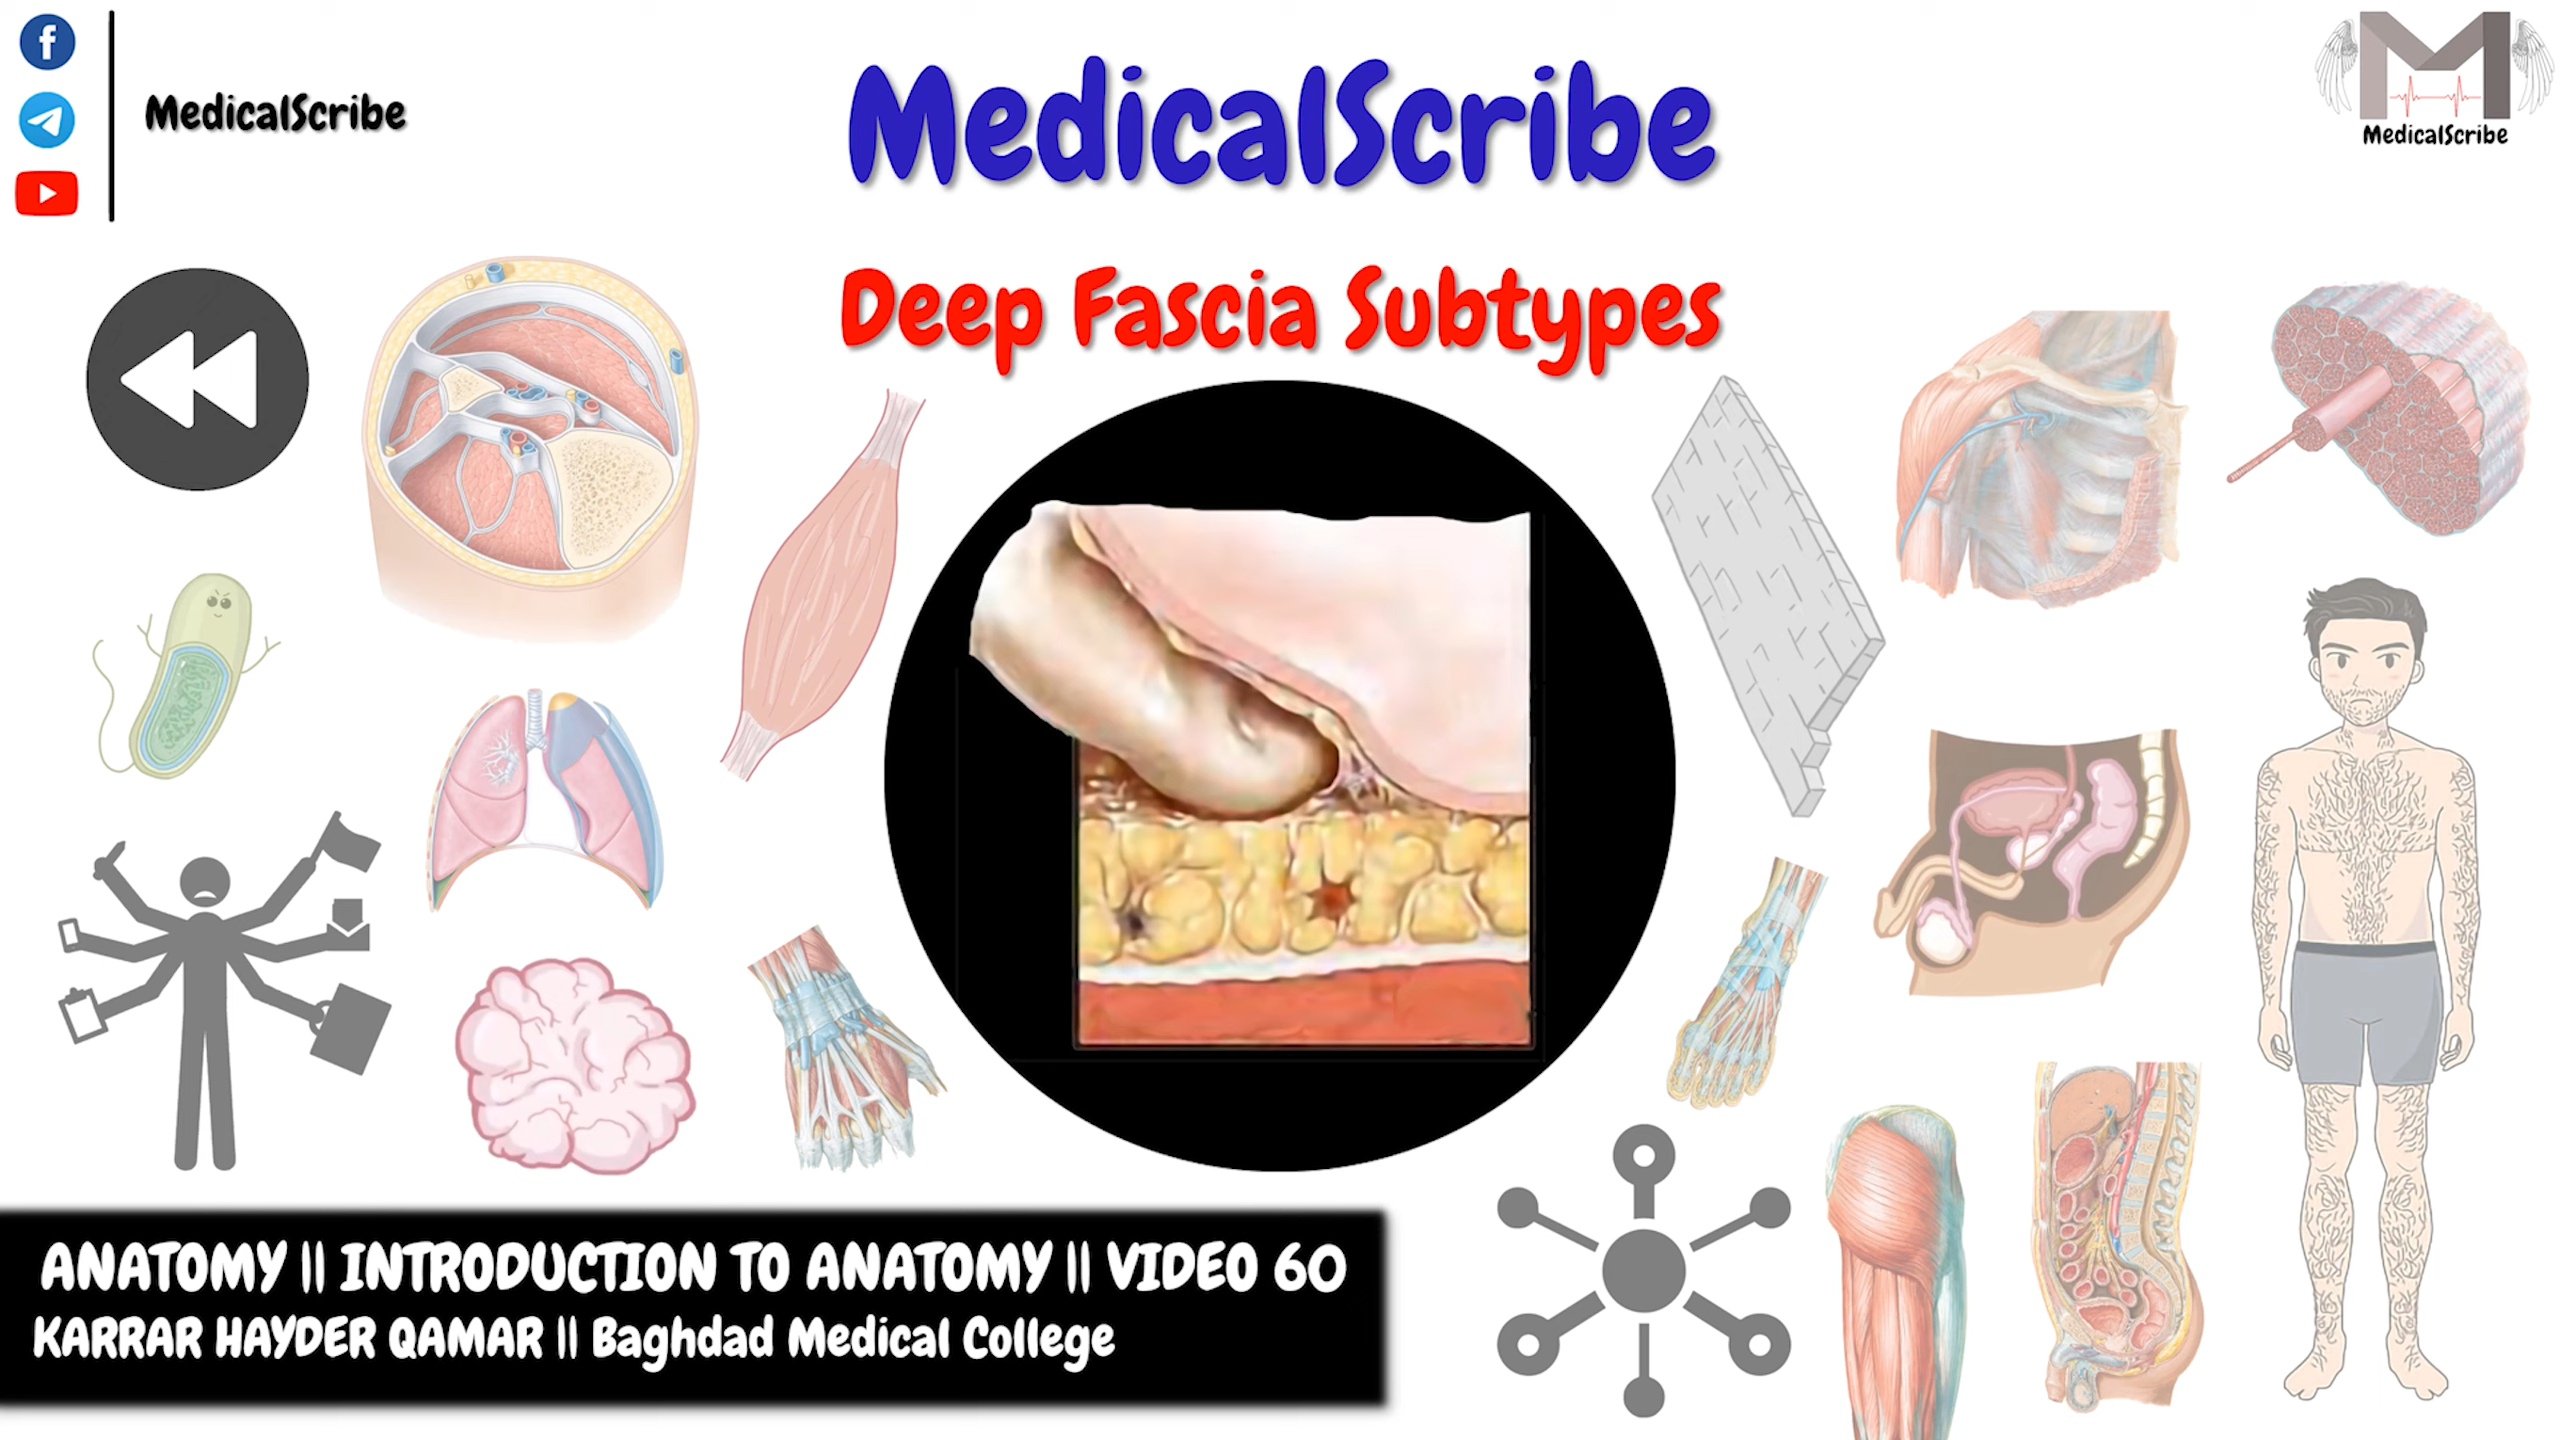 MedicalScribe
MedicalScribe
MedicalScribe
Deep Fascia Subtypes
ANATOMY || INTRODUCTION TO ANATOMY || VIDEO 60
KARRAR HAYDER QAMAR || Baghdad Medical College